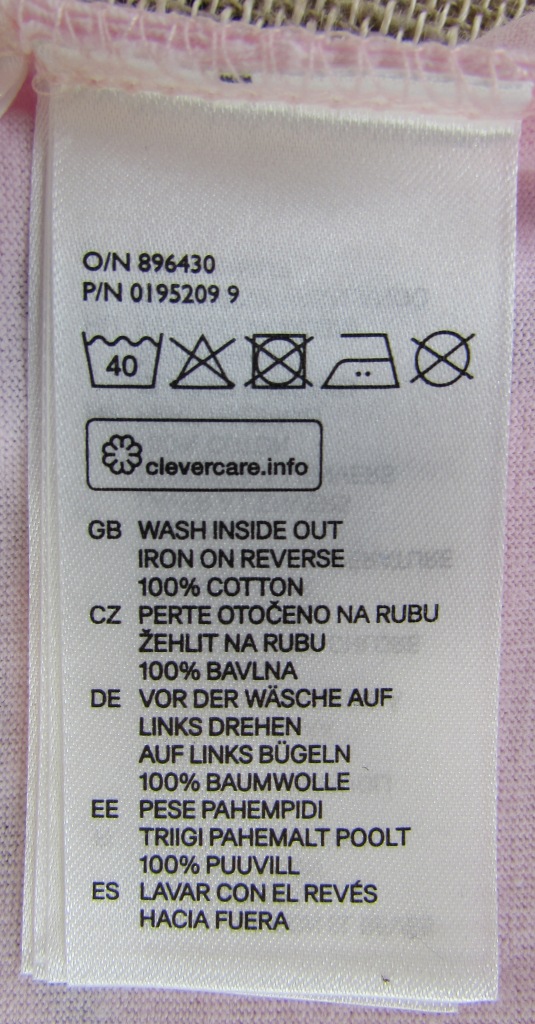 O/N 896430
P/N 0195209 9
40
clevercare.info
GB WASH INSIDE OUT
IRON ON REVERSE
100% COTTON
CZ PERTE OTOČENO NA RUBU
ŽEHLIT NA RUBU
100% BAVLNA
DE VOR DER WÄSCHE AUF
LINKS DREHEN
AUF LINKS BÜGELN
100% BAUMWOLLE
EE PESE PAHEMPIDI
TRIIGI PAHEMALT POOLT
100% PUUVILL
ES LAVAR CON EL REVÉS
HACIA FUERA